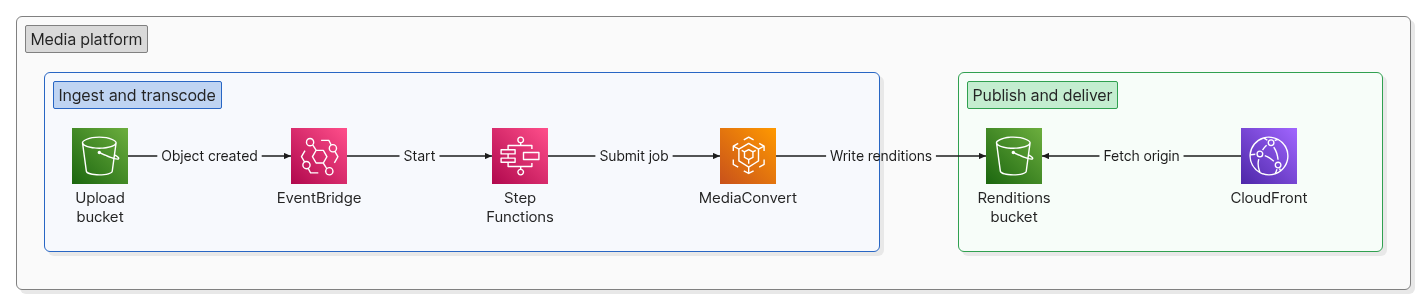 Media platform
Ingest and transcode
Publish and deliver
Object created
Start
Submit job
Write renditions
Fetch origin
Upload
bucket
EventBridge
Step
Functions
MediaConvert
Renditions
bucket
CloudFront